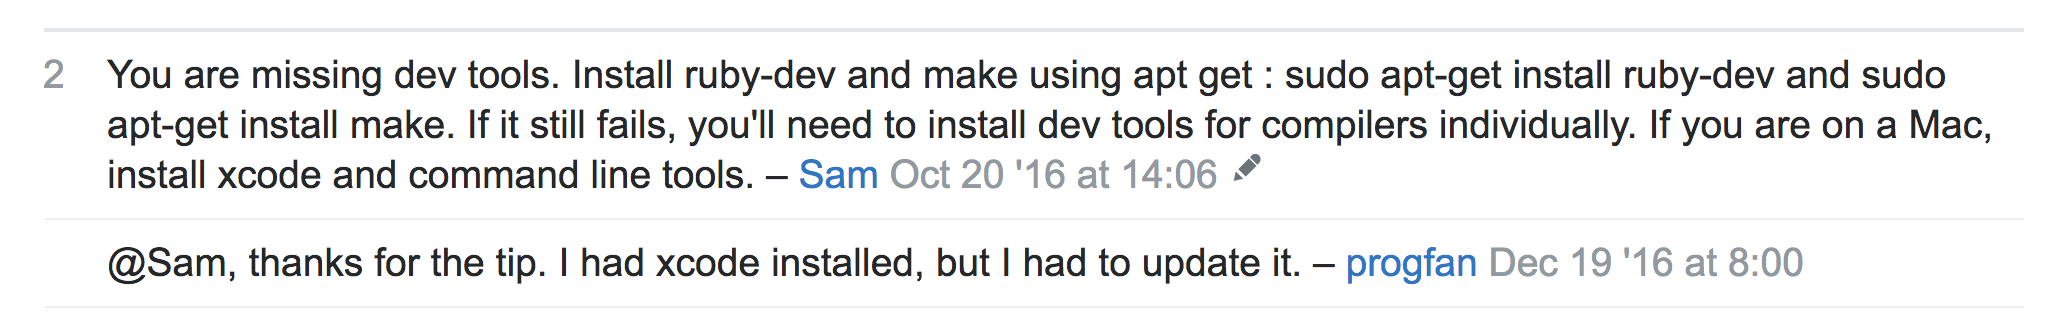 2 You are missing dev tools. Install ruby-dev and make using apt get : sudo apt-get install ruby-dev and sudo
apt-get install make. If it still fails, you'll need to install dev tools for compilers individually. If you are on a Mac,
install xcode and command line tools. – Sam Oct 20 '16 at 14:06
@Sam, thanks for the tip. I had xcode installed, but I had to update it. – progfan Dec 19 '16 at 8:00